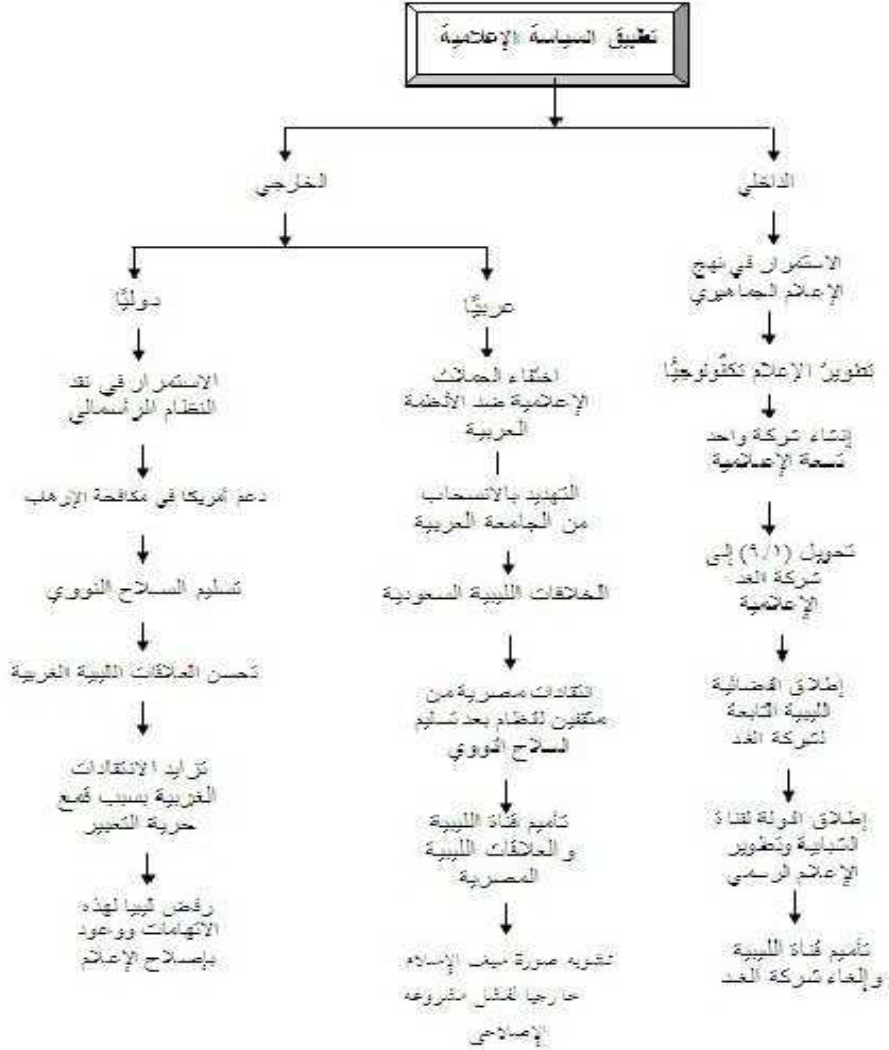 تطبيق السياسة الإعلامية
الداخلي
الاستمرار في نهج
الإعلام الجماهيري
تطوير الإعلام تكنولوجيًا
إنشاء شركة واحد
تسعة الإعلامية
تحويل (٩/١) إلى
شركة الغد
الإعلامية
إطلاق الفضائية
الليبية التابعة
لشركة الغد
إطلاق الدولة لقناة
الشبابية وتطوير
الإعلام الرسمي
تأميم قناة الليبية
وإلغاء شركة الغد
الخارجي
عربيًا
اختفاء الحملات
الإعلامية ضد الأنظمة
العربية
التهديد بالانسحاب
من الجامعة العربية
الخلافات الليبية السعودية
انتقادات مصرية من
مثقفين للنظام بعد تسليم
السلاح النووي
تأميم قناة الليبية
والعلاقات الليبية
المصرية
تشويه صورة سيف الإسلام
خارجيا لفشل مشروعه
الإصلاحي
دوليًا
الاستمرار في نقد
النظام الرأسمالي
دعم أمريكا في مكافحة الإرهاب
تسليم السلاح النووي
تحسن العلاقات الليبية الغربية
تزايد الانتقادات
الغربية بسبب قمع
حرية التعبير
رفض ليبيا لهذه
الاتهامات ووعود
بإصلاح الإعلام